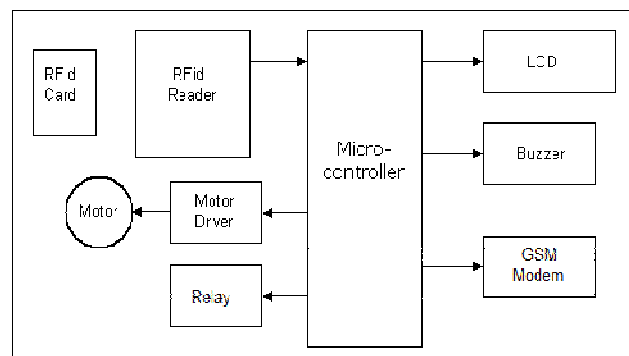 RFid
Card
RFid
Reader
Micro-
controller
LCD
Buzzer
GSM
Modem
Motor
Motor
Driver
Relay